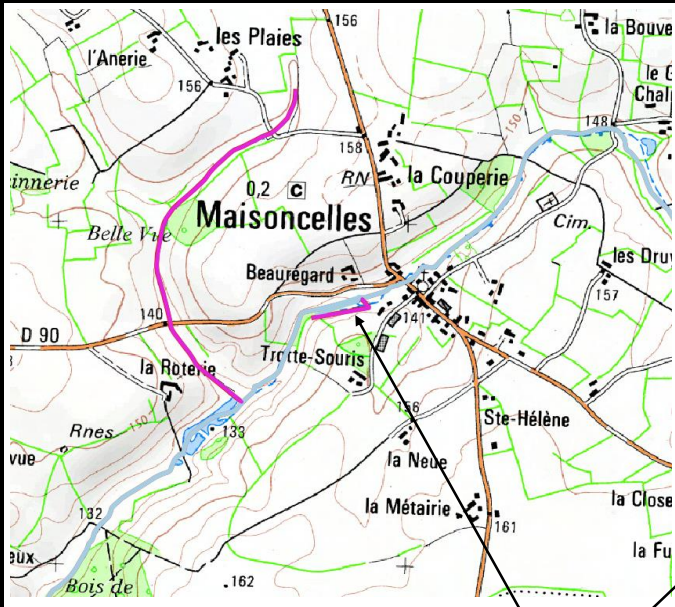 156
les Plaies
la Bouve
l'Anerie
le G
Chal
156
148
150
158
RN
innerie
la Couperie
0,2 C
Maisoncelles
Cim.
Belle Vue
Beauregard
les Druy
157
140
D 90
141
8
Trotte-Souris
la Roterie
156
Ste-Hélène
Rnes
150
133
vue
la Neue
la Close
la Métairie
132
161
la Fu
eux
162
Bois de